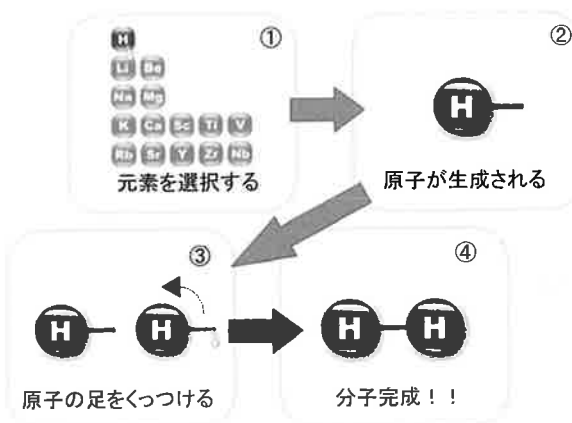 ①
H
Li Be
Na Mg
K Ca Sc Ti V
Rb Sr Y Zr Nb
元素を選択する
②
H
原子が生成される
③
H H
原子の足をくっつける
④
H H
分子完成！！